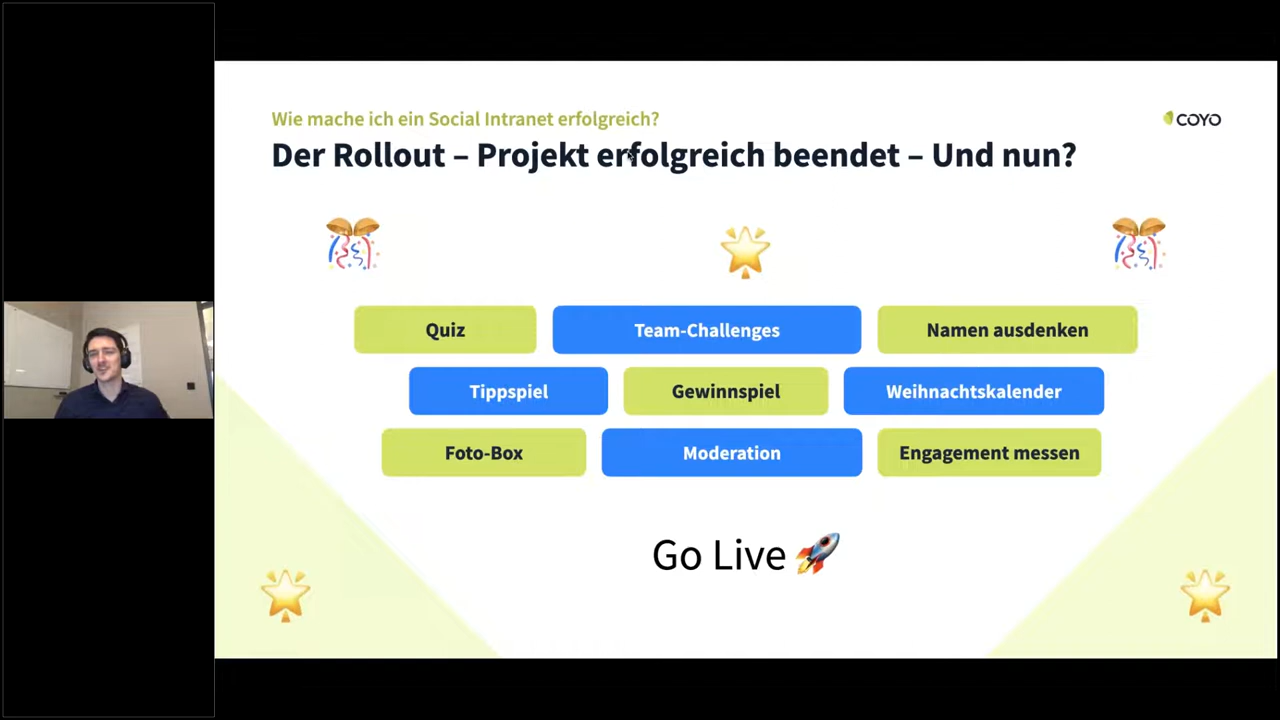 Wie mache ich ein Social Intranet erfolgreich?
COYO
Der Rollout – Projekt erfolgreich beendet – Und nun?
Quiz
Team-Challenges
Namen ausdenken
Tippspiel
Gewinnspiel
Weihnachtskalender
Foto-Box
Moderation
Engagement messen
Go Live 🚀